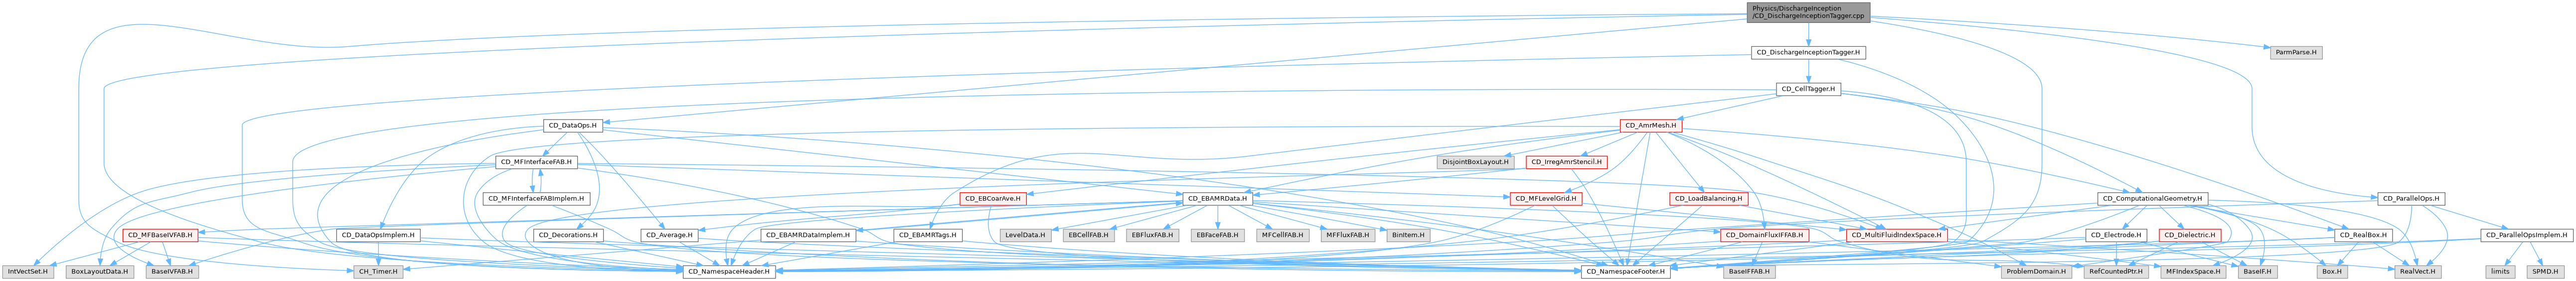 Physics/DischargeInception
/CD_DischargeInceptionTagger.cpp
CD_DischargeInceptionTagger.H
ParmParse.H
CD_CellTagger.H
CD_DataOps.H
CD_AmrMesh.H
CD_MFInterfaceFAB.H
DisjointBoxLayout.H
CD_IrregAmrStencil.H
CD_MFInterfaceFABImplem.H
CD_EBCoarAve.H
CD_EBAMRData.H
CD_MFLevelGrid.H
CD_LoadBalancing.H
CD_ComputationalGeometry.H
CD_ParallelOps.H
CD_MFBaseIVFAB.H
CD_DataOpsImplem.H
CD_Decorations.H
CD_Average.H
CD_EBAMRDataImplem.H
CD_EBAMRTags.H
LevelData.H
EBCellFAB.H
EBFluxFAB.H
EBFaceFAB.H
MFCellFAB.H
MFFluxFAB.H
BinItem.H
CD_DomainFluxIFFAB.H
CD_MultiFluidIndexSpace.H
CD_Electrode.H
CD_Dielectric.H
CD_RealBox.H
CD_ParallelOpsImplem.H
IntVectSet.H
BoxLayoutData.H
BaseIVFAB.H
CH_Timer.H
CD_NamespaceHeader.H
CD_NamespaceFooter.H
BaseIFFAB.H
ProblemDomain.H
RefCountedPtr.H
MFIndexSpace.H
BaseIF.H
Box.H
RealVect.H
limits
SPMD.H